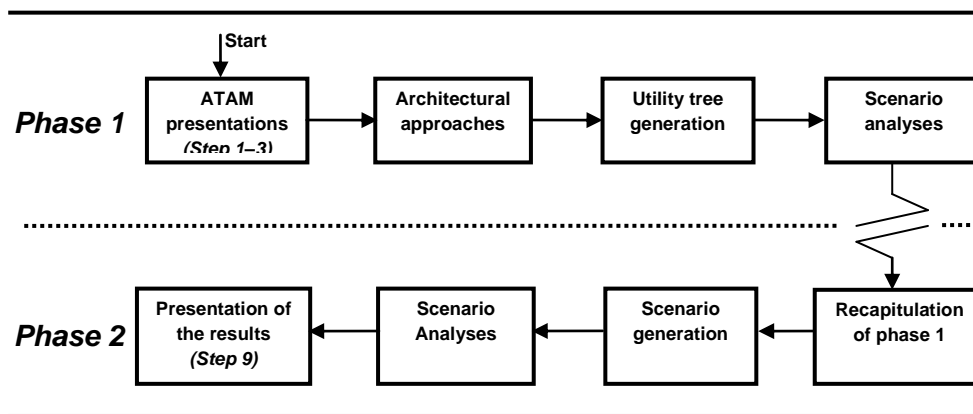 Start
Phase 1
ATAM
presentations
(Step 1–3)
Architectural
approaches
Utility tree
generation
Scenario
analyses
Phase 2
Presentation of
the results
(Step 9)
Scenario
Analyses
Scenario
generation
Recapitulation
of phase 1